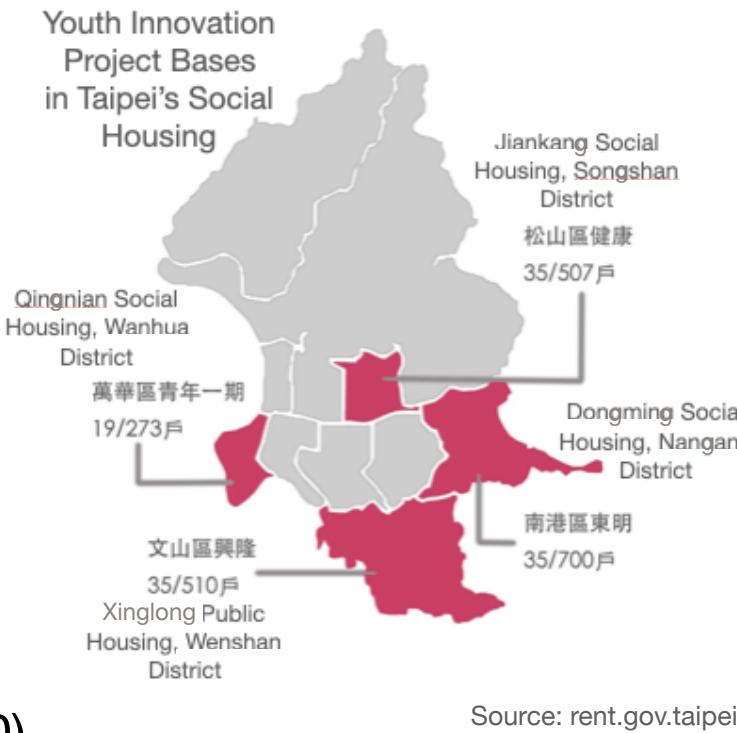 Youth Innovation
Project Bases
in Taipei's Social
Housing
Jiankang Social
Housing, Songshan
District
松山區健康
35/507戶
Qingnian Social
Housing, Wanhua
District
萬華區青年一期
19/273戶
Dongming Socia
Housing, Nangan
District
南港區東明
35/700戶
文山區興隆
35/510戶
Xinglong Public
Housing, Wenshan
District
Source: rent.gov.taipei